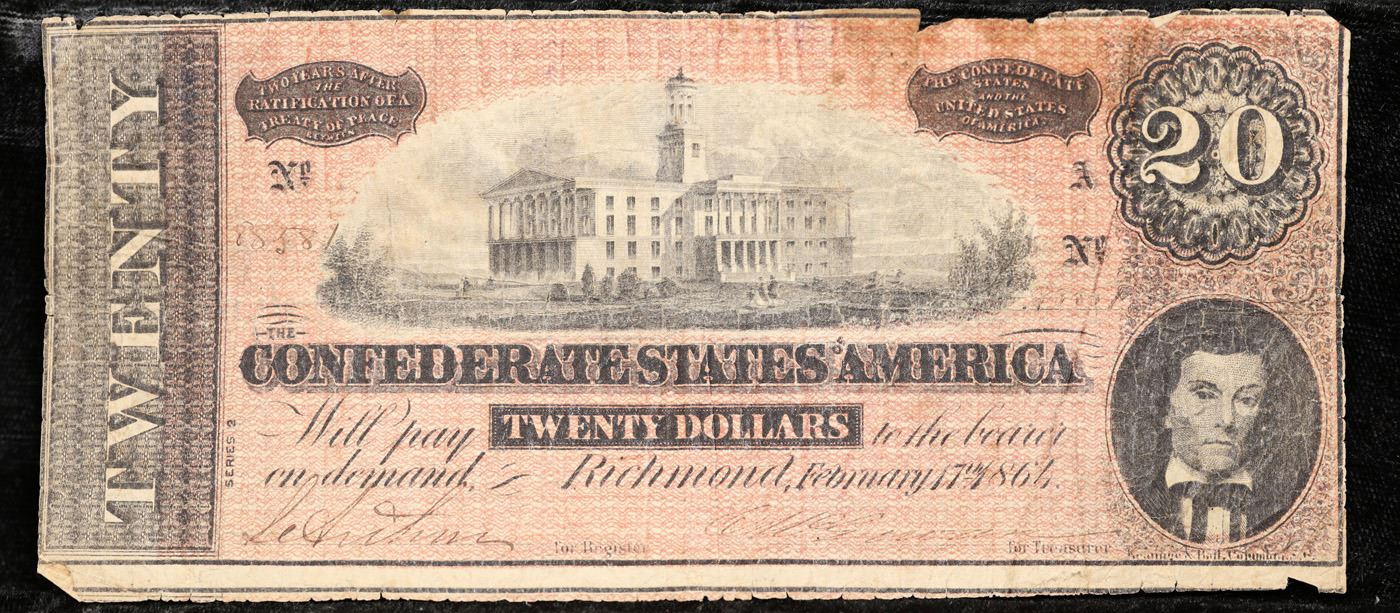 TWENTY
TWO YEARS AFTER
THE
RATIFICATION OF A
TREATY OF PEACE
BETWEEN
THE CONFEDERATE
STATES
AND THE
UNITED STATES
OF AMERICA.
20
No
A
No
THE
CONFEDERATE STATES OF AMERICA
Will pay TWENTY DOLLARS to the bearer
on demand,
Richmond, February 17th 1864.
SERIES 2
for Register
for Treasurer